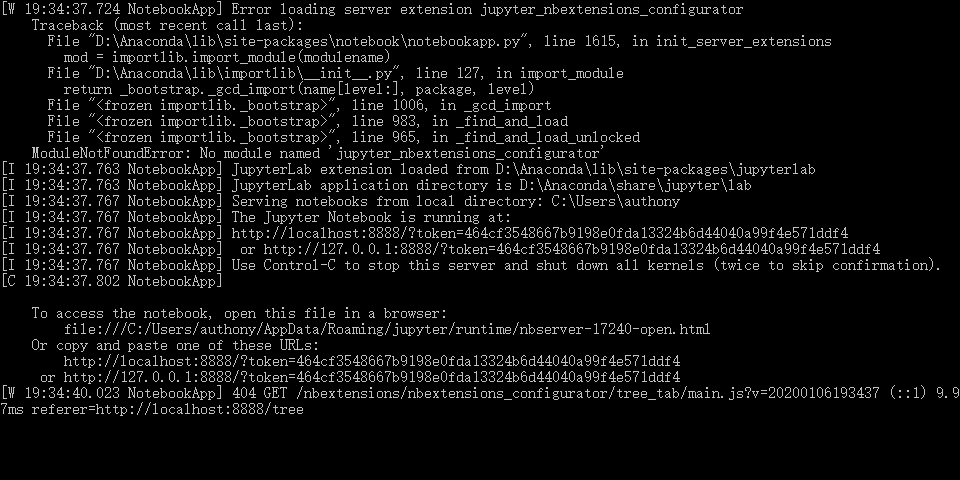 [W 19:34:37.724 NotebookApp] Error loading server extension jupyter_nbextensions_configurator
    Traceback (most recent call last):
      File "D:\Anaconda\lib\site-packages\notebook\notebookapp.py", line 1615, in init_server_extensions
        mod = importlib.import_module(modulename)
      File "D:\Anaconda\lib\importlib\__init__.py", line 127, in import_module
        return _bootstrap._gcd_import(name[level:], package, level)
      File "<frozen importlib._bootstrap>", line 1006, in _gcd_import
      File "<frozen importlib._bootstrap>", line 983, in _find_and_load
      File "<frozen importlib._bootstrap>", line 965, in _find_and_load_unlocked
    ModuleNotFoundError: No module named 'jupyter_nbextensions_configurator'
[I 19:34:37.763 NotebookApp] JupyterLab extension loaded from D:\Anaconda\lib\site-packages\jupyterlab
[I 19:34:37.763 NotebookApp] JupyterLab application directory is D:\Anaconda\share\jupyter\lab
[I 19:34:37.767 NotebookApp] Serving notebooks from local directory: C:\Users\authony
[I 19:34:37.767 NotebookApp] The Jupyter Notebook is running at:
[I 19:34:37.767 NotebookApp] http://localhost:8888/?token=464cf3548667b9198e0fda13324b6d44040a99f4e571ddf4
[I 19:34:37.767 NotebookApp]  or http://127.0.0.1:8888/?token=464cf3548667b9198e0fda13324b6d44040a99f4e571ddf4
[I 19:34:37.767 NotebookApp] Use Control-C to stop this server and shut down all kernels (twice to skip confirmation).
[C 19:34:37.802 NotebookApp]

    To access the notebook, open this file in a browser:
        file:///C:/Users/authony/AppData/Roaming/jupyter/runtime/nbserver-17240-open.html
    Or copy and paste one of these URLs:
        http://localhost:8888/?token=464cf3548667b9198e0fda13324b6d44040a99f4e571ddf4
     or http://127.0.0.1:8888/?token=464cf3548667b9198e0fda13324b6d44040a99f4e571ddf4
[W 19:34:40.023 NotebookApp] 404 GET /nbextensions/nbextensions_configurator/tree_tab/main.js?v=20200106193437 (::1) 9.9
7ms referer=http://localhost:8888/tree